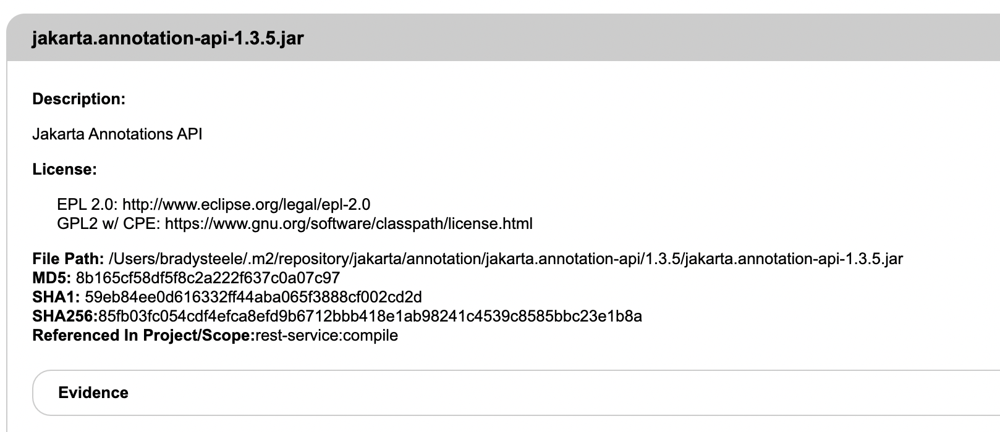 jakarta.annotation-api-1.3.5.jar
Description:
Jakarta Annotations API
License:
EPL 2.0: http://www.eclipse.org/legal/epl-2.0
GPL2 w/ CPE: https://www.gnu.org/software/classpath/license.html
File Path: /Users/bradysteele/.m2/repository/jakarta/annotation/jakarta.annotation-api/1.3.5/jakarta.annotation-api-1.3.5.jar
MD5: 8b165cf58df5f8c2a222f637c0a07c97
SHA1: 59eb84ee0d616332ff44aba065f3888cf002cd2d
SHA256:85fb03fc054cdf4efca8efd9b6712bbb418e1ab98241c4539c8585bbc23e1b8a
Referenced In Project/Scope:rest-service:compile
Evidence